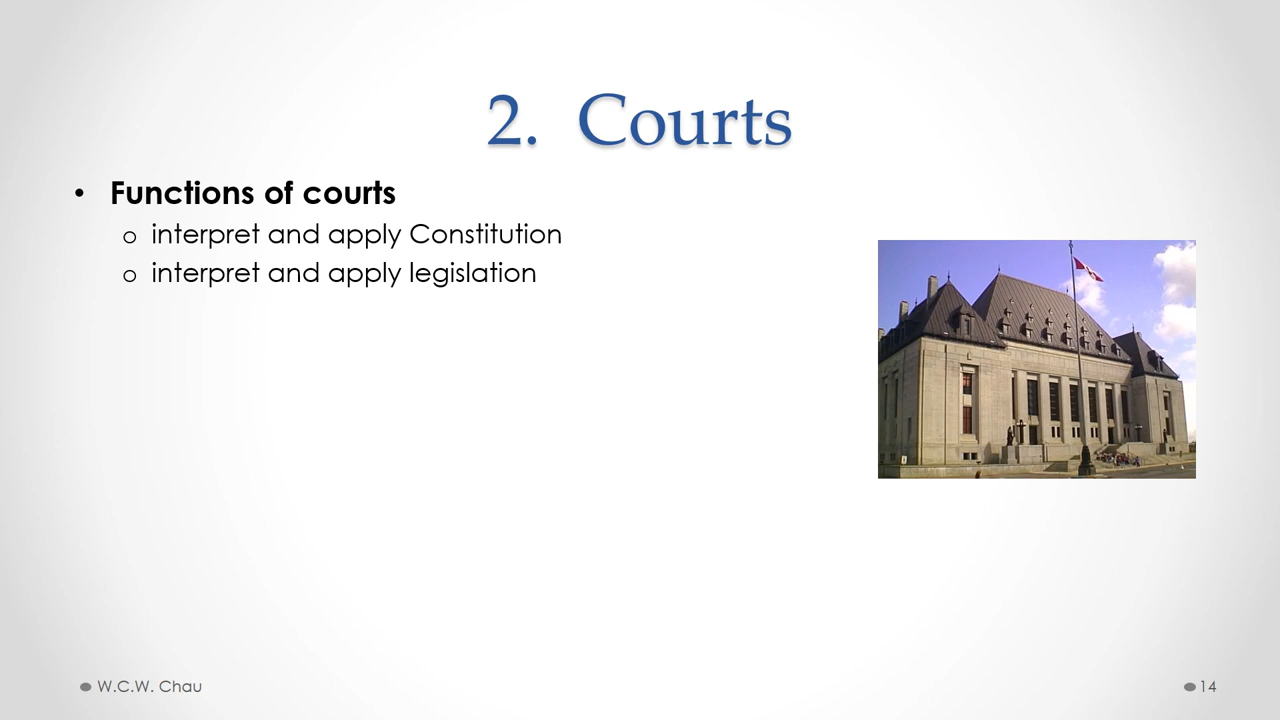 2. Courts
• Functions of courts
o interpret and apply Constitution
o interpret and apply legislation
W.C.W. Chau
14